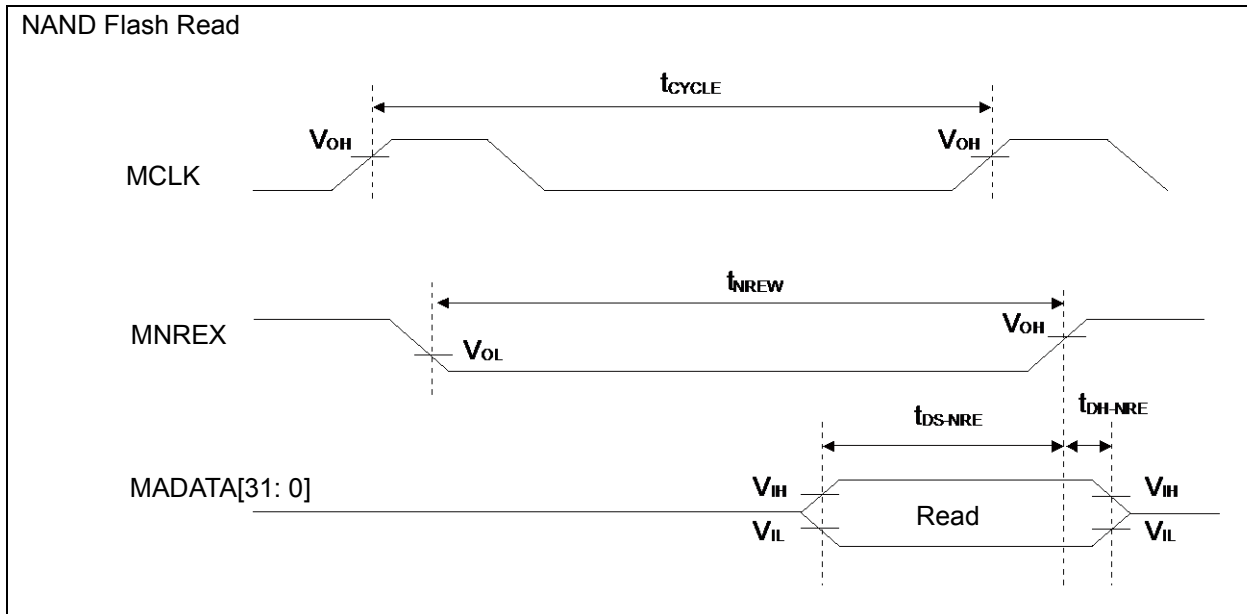 NAND Flash Read
tCYCLE
VOH
VOH
MCLK
tNREW
MNREX
VOL
VOH
tDS-NRE
tDH-NRE
MADATA[31: 0]
VIH
VIL
Read
VIH
VIL